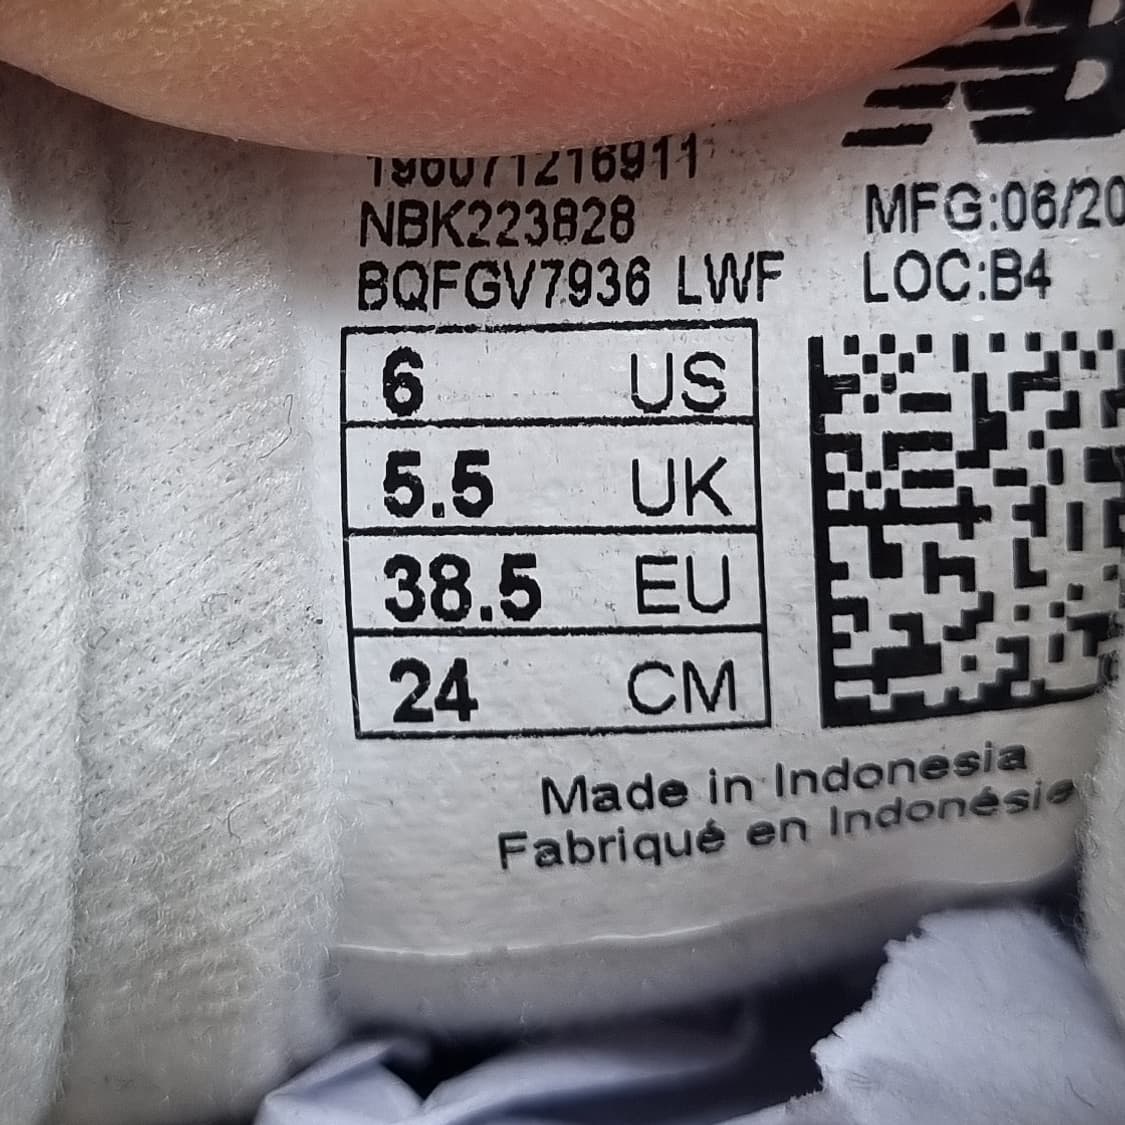 196071216911
NBK223828
BQFGV7936 LWF
MFG:06/20
LOC:B4
6 US
5.5 UK
38.5 EU
24 CM
Made in Indonesia
Fabriqué en Indonésie